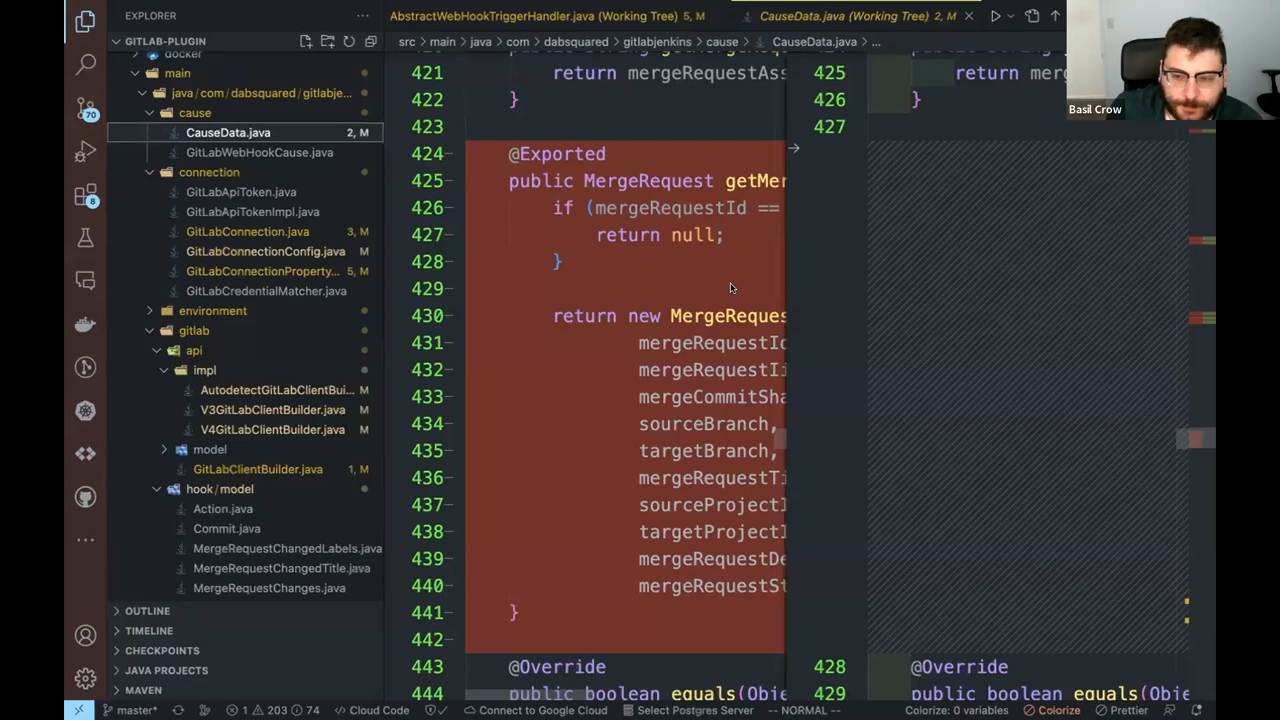 EXPLORER
GITLAB-PLUGIN
docker
main
java/com/dabsquared/gitlabje...
cause
CauseData.java 2, M
GitLabWebHookCause.java
connection
GitLabApiToken.java
GitLabApiTokenImpl.java
GitLabConnection.java 3, M
GitLabConnectionConfig.java M
GitLabConnectionProperty... 5, M
GitLabCredentialMatcher.java
environment
gitlab
api
impl
AutodetectGitLabClientBui... M
V3GitLabClientBuilder.java M
V4GitLabClientBuilder.java M
model
GitLabClientBuilder.java 1, M
hook/model
Action.java
Commit.java
MergeRequestChangedLabels.java
MergeRequestChangedTitle.java
MergeRequestChanges.java
OUTLINE
TIMELINE
CHECKPOINTS
JAVA PROJECTS
MAVEN
70
8
AbstractWebHookTriggerHandler.java (Working Tree) 5, M
CauseData.java (Working Tree) 2, M
src > main > java > com > dabsquared > gitlabjenkins > cause > CauseData.java > ...
421 return mergeRequestAss
422 }
423
424 @Exported
425 public MergeRequest getMer
426 if (mergeRequestId ==
427 return null;
428 }
429
430 return new MergeReques
431 mergeRequestId
432 mergeRequestIi
433 mergeCommitSha
434 sourceBranch,
435 targetBranch,
436 mergeRequestTi
437 sourceProjectI
438 targetProjectI
439 mergeRequestDe
440 mergeRequestSt
441 }
442
443 @Override
444 public boolean equals(Obje
425 return merg
426 }
427
428 @Override
429 public boolean equals(Obje
Basil Crow
master* 1 203 74 Cloud Code Connect to Google Cloud Select Postgres Server -- NORMAL -- Colorize: 0 variables Colorize Prettier